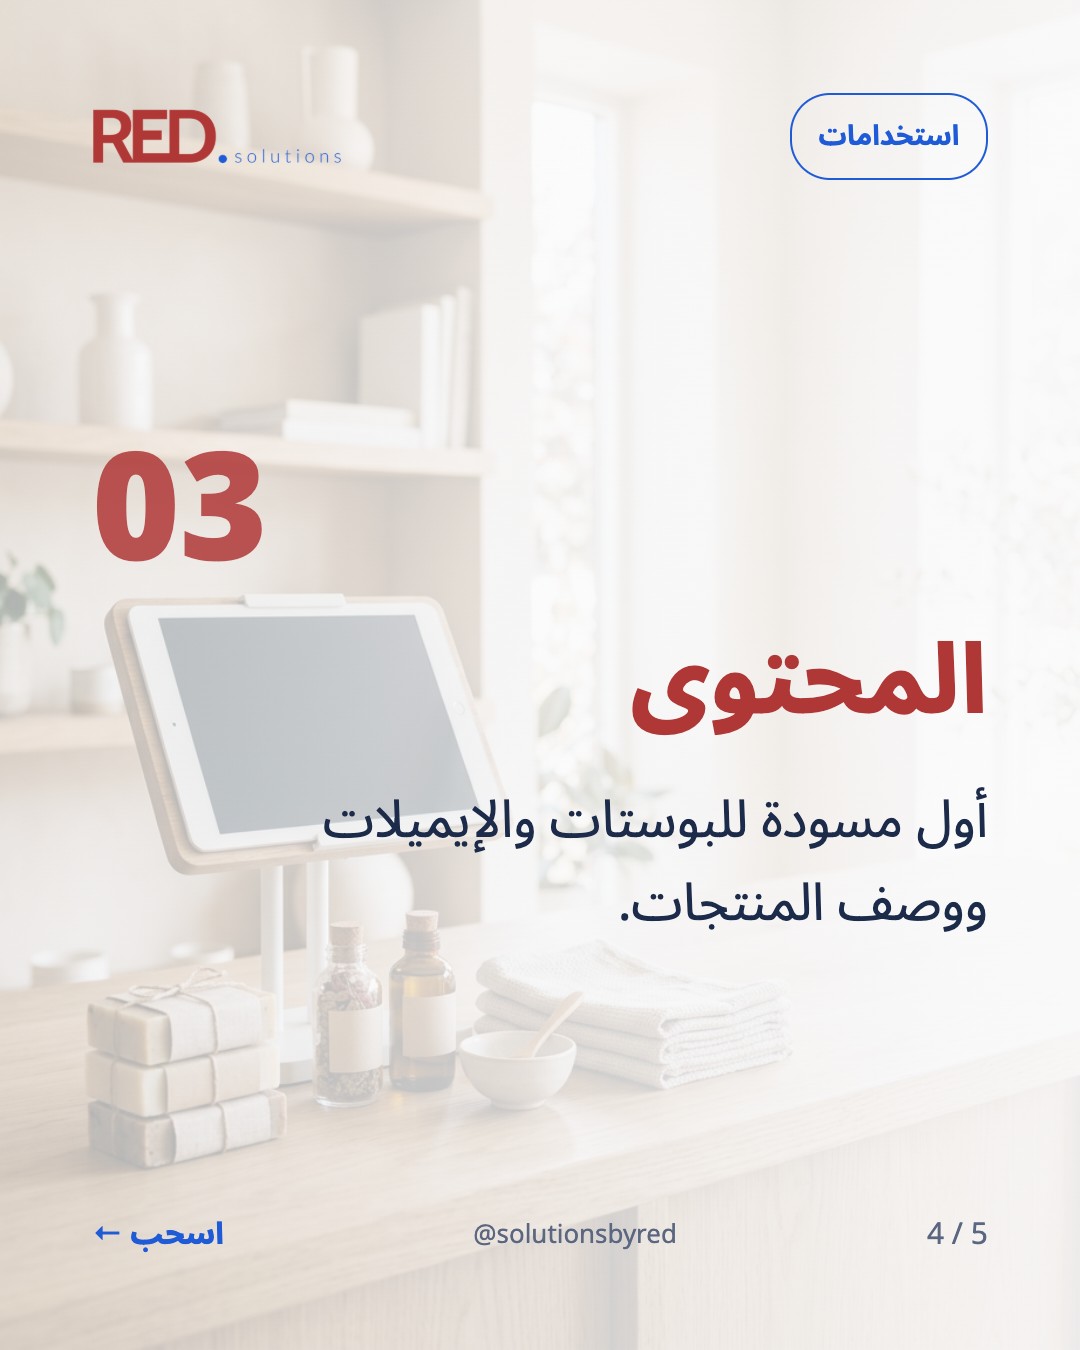 RED.solutions
استخدامات
03
المحتوى
أول مسودة للبوستات والإيميلات
ووصف المنتجات.
اسحب ←
@solutionsbyred
4 / 5